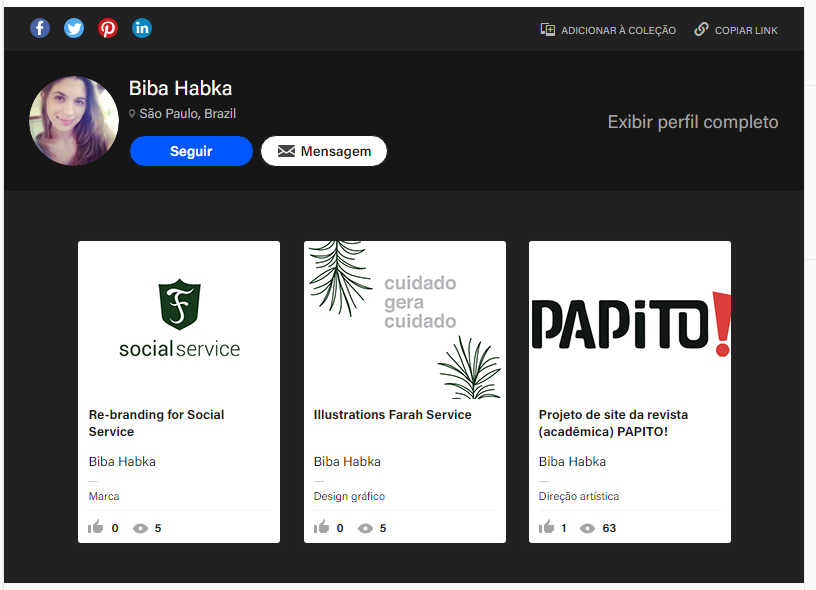 ADICIONAR À COLEÇÃO
COPIAR LINK
Biba Habka
São Paulo, Brazil
Seguir
Mensagem
Exibir perfil completo
socialservice
Re-branding for Social
Service
Biba Habka
Marca
0 5
cuidado
gera
cuidado
Illustrations Farah Service
Biba Habka
Design gráfico
0 5
PAPiTO!
Projeto de site da revista
(acadêmica) PAPITO!
Biba Habka
Direção artística
1 63